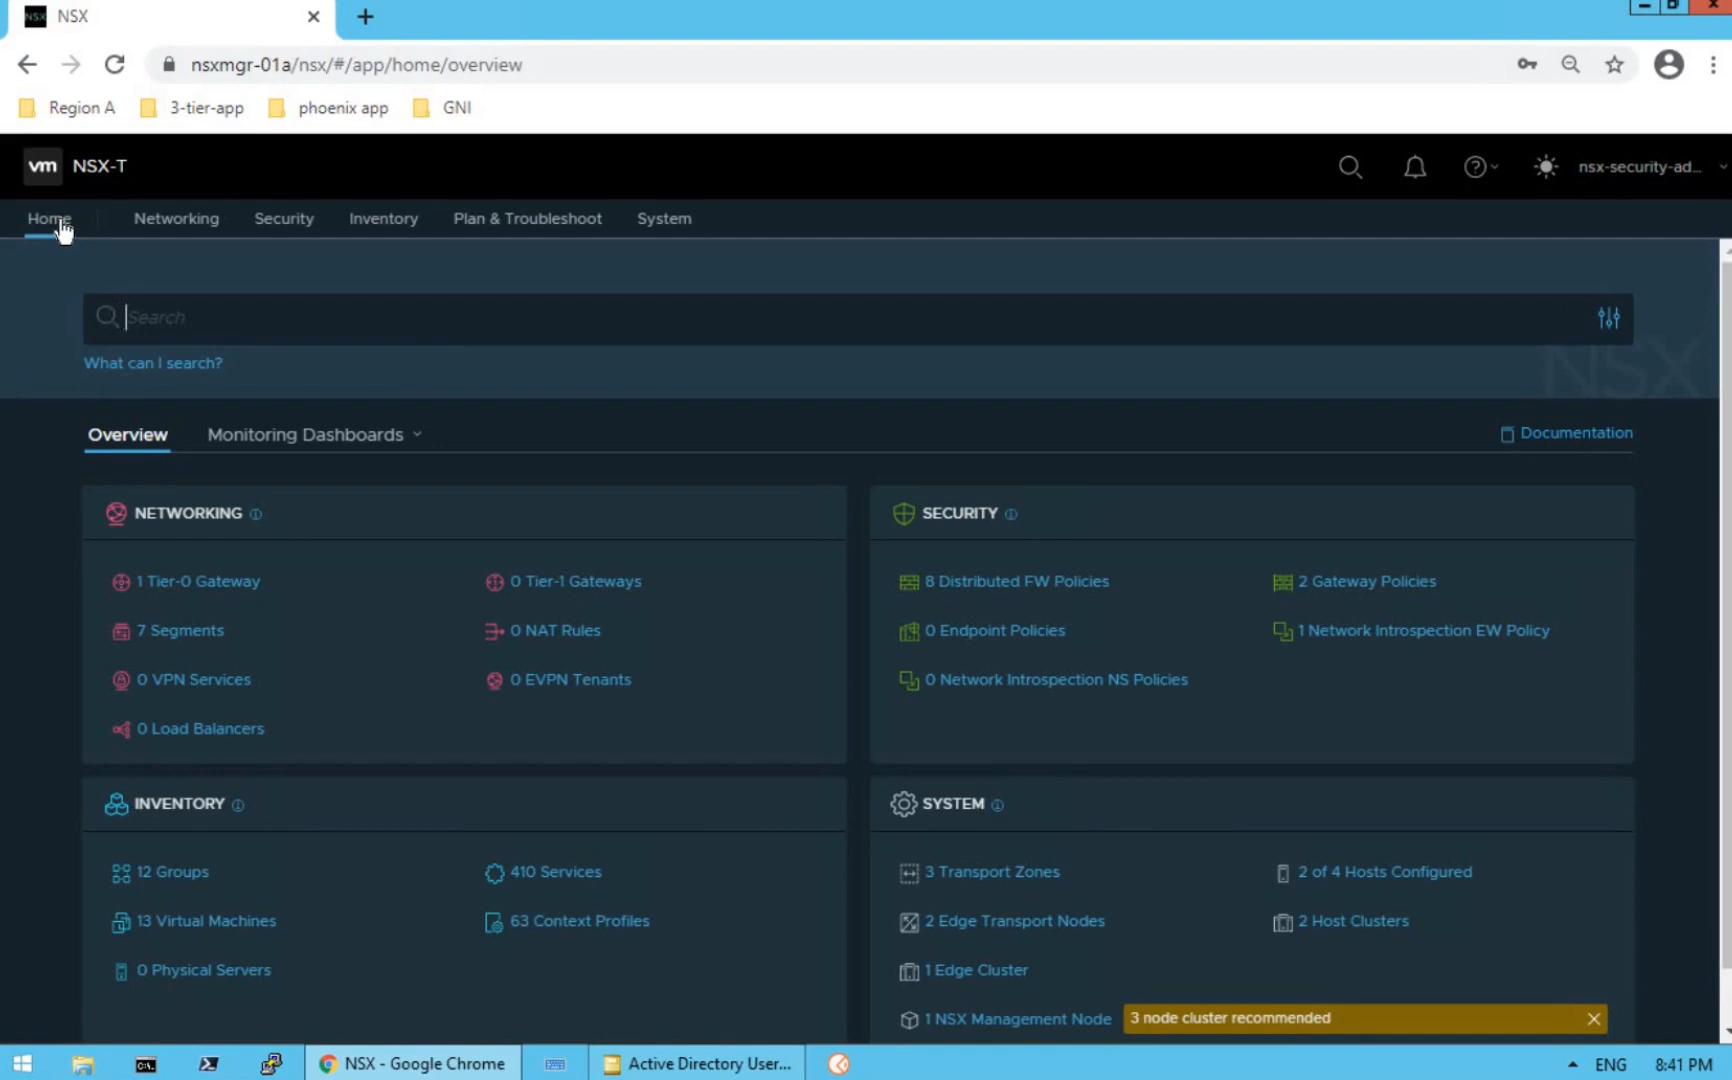 NSX
nsxmgr-01a/nsx/#/app/home/overview
Region A 3-tier-app phoenix app GNI
vm NSX-T
nsx-security-ad...
Home Networking Security Inventory Plan & Troubleshoot System
Search
What can I search?
NSX
Overview Monitoring Dashboards
Documentation
NETWORKING
1 Tier-0 Gateway 0 Tier-1 Gateways
7 Segments 0 NAT Rules
0 VPN Services 0 EVPN Tenants
0 Load Balancers
SECURITY
8 Distributed FW Policies 2 Gateway Policies
0 Endpoint Policies 1 Network Introspection EW Policy
0 Network Introspection NS Policies
INVENTORY
12 Groups 410 Services
13 Virtual Machines 63 Context Profiles
0 Physical Servers
SYSTEM
3 Transport Zones 2 of 4 Hosts Configured
2 Edge Transport Nodes 2 Host Clusters
1 Edge Cluster
1 NSX Management Node 3 node cluster recommended
NSX - Google Chrome Active Directory User... ENG 8:41 PM